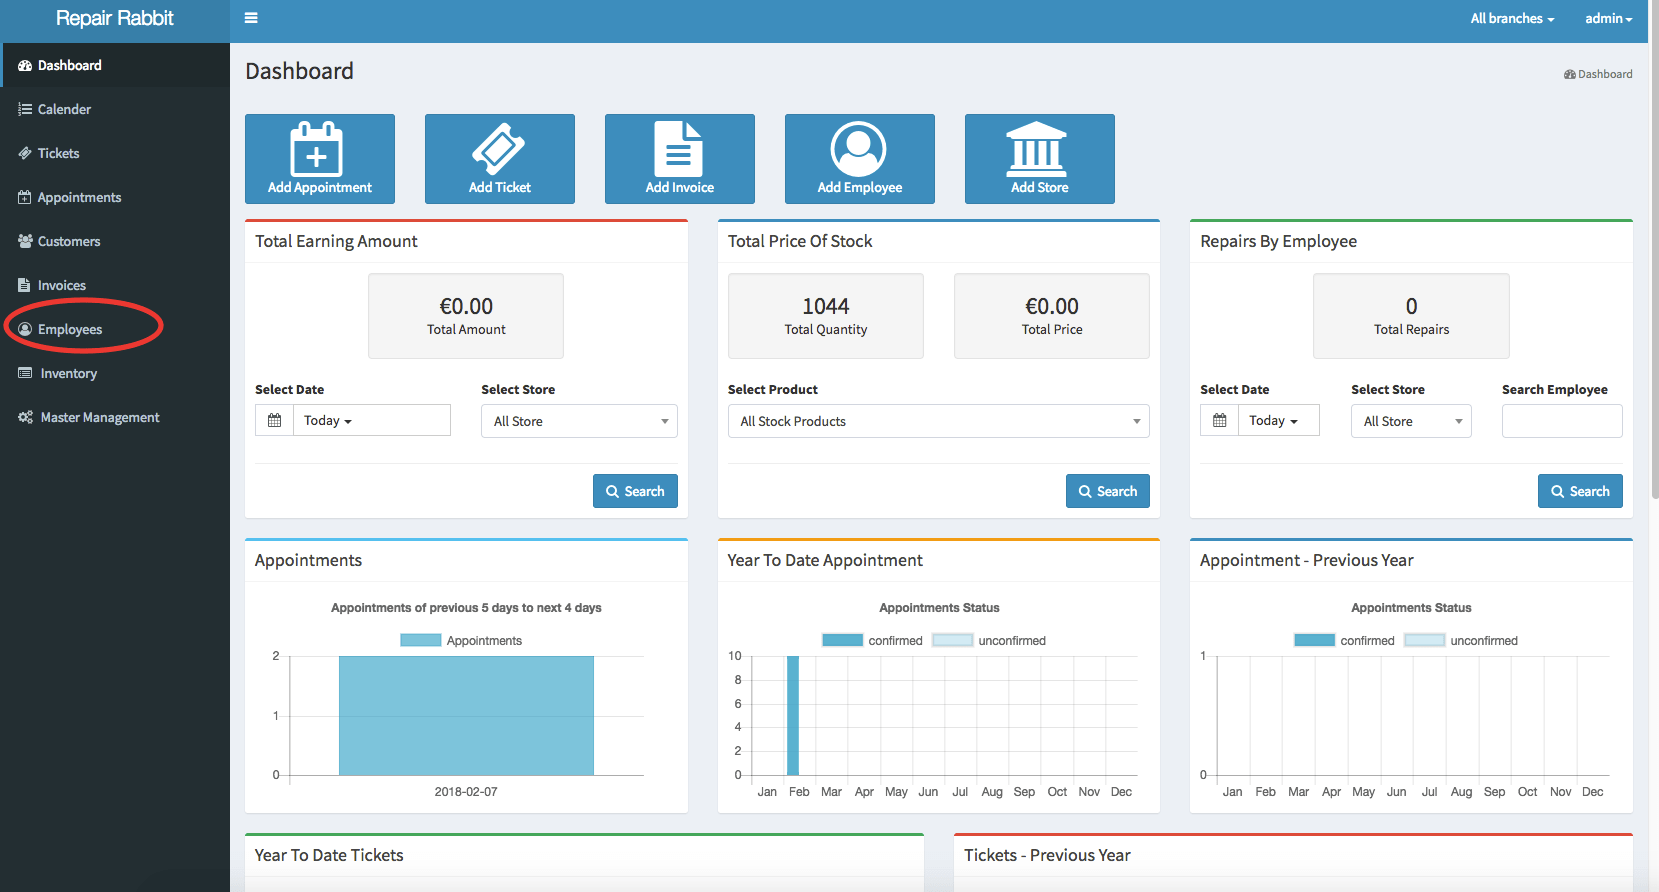 Repair Rabbit
All branches
admin
Dashboard
Calender
Tickets
Appointments
Customers
Invoices
Employees
Inventory
Master Management
Dashboard
Dashboard
Add Appointment
Add Ticket
Add Invoice
Add Employee
Add Store
Total Earning Amount
€0.00
Total Amount
Select Date
Select Store
Today
All Store
Search
Total Price Of Stock
1044
Total Quantity
€0.00
Total Price
Select Product
All Stock Products
Search
Repairs By Employee
0
Total Repairs
Select Date
Select Store
Search Employee
Today
All Store
Search
Appointments
Appointments of previous 5 days to next 4 days
Appointments
2
1
0
2018-02-07
Year To Date Appointment
Appointments Status
confirmed unconfirmed
10
8
6
4
2
0
Jan Feb Mar Apr May Jun Jul Aug Sep Oct Nov Dec
Appointment - Previous Year
Appointments Status
confirmed unconfirmed
1
0
Jan Feb Mar Apr May Jun Jul Aug Sep Oct Nov Dec
Year To Date Tickets
Tickets - Previous Year